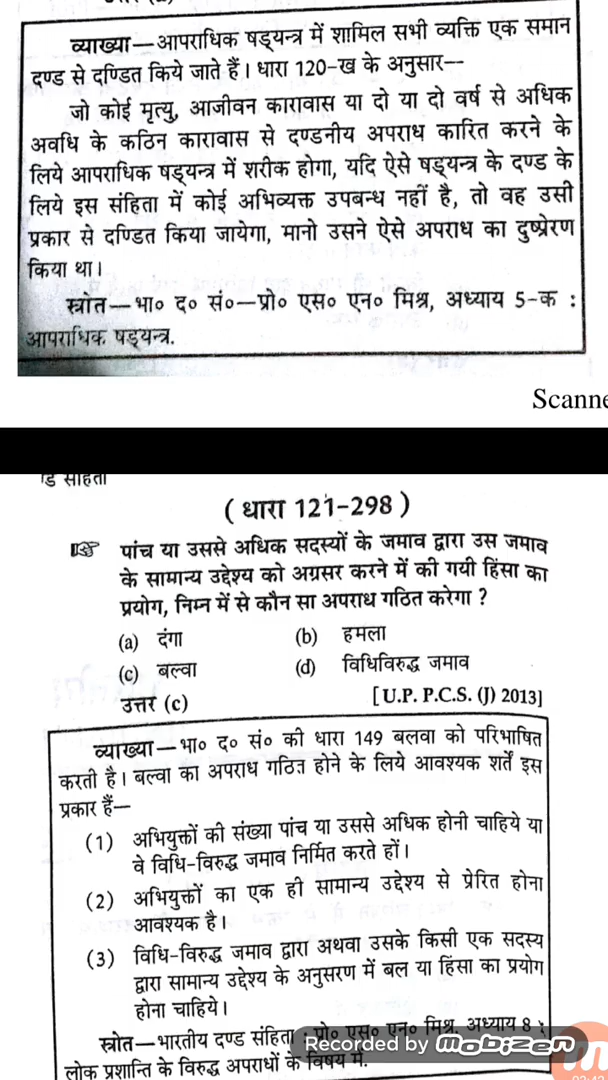 व्याख्या—आपराधिक षड्यन्त्र में शामिल सभी व्यक्ति एक समान
दण्ड से दण्डित किये जाते हैं। धारा 120-ख के अनुसार--
जो कोई मृत्यु, आजीवन कारावास या दो या दो वर्ष से अधिक
अवधि के कठिन कारावास से दण्डनीय अपराध कारित करने के
लिये आपराधिक षड्यन्त्र में शरीक होगा, यदि ऐसे षड्यन्त्र के दण्ड के
लिये इस संहिता में कोई अभिव्यक्त उपबन्ध नहीं है, तो वह उसी
प्रकार से दण्डित किया जायेगा, मानो उसने ऐसे अपराध का दुष्प्रेरण
किया था।
स्त्रोत—भा० द० सं०—प्रो० एस० एन० मिश्र, अध्याय 5-क :
आपराधिक षड्यन्त्र.
Scanne
ड संहिता
( धारा 121-298 )
☞ पांच या उससे अधिक सदस्यों के जमाव द्वारा उस जमाव
के सामान्य उद्देश्य को अग्रसर करने में की गयी हिंसा का
प्रयोग, निम्न में से कौन सा अपराध गठित करेगा ?
(a) दंगा (b) हमला
(c) बल्वा (d) विधिविरुद्ध जमाव
उत्तर (c) [U.P. P.C.S. (J) 2013]
व्याख्या—भा० द० सं० की धारा 149 बलवा को परिभाषित
करती है। बल्वा का अपराध गठित होने के लिये आवश्यक शर्तें इस
प्रकार हैं—
(1) अभियुक्तों की संख्या पांच या उससे अधिक होनी चाहिये या
वे विधि-विरुद्ध जमाव निर्मित करते हों।
(2) अभियुक्तों का एक ही सामान्य उद्देश्य से प्रेरित होना
आवश्यक है।
(3) विधि-विरुद्ध जमाव द्वारा अथवा उसके किसी एक सदस्य
द्वारा सामान्य उद्देश्य के अनुसरण में बल या हिंसा का प्रयोग
होना चाहिये।
स्त्रोत—भारतीय दण्ड संहिता : प्रो० एस० एन० मिश्र, अध्याय 8 :
लोक प्रशान्ति के विरुद्ध अपराधों के विषय में.
Recorded by mobizen